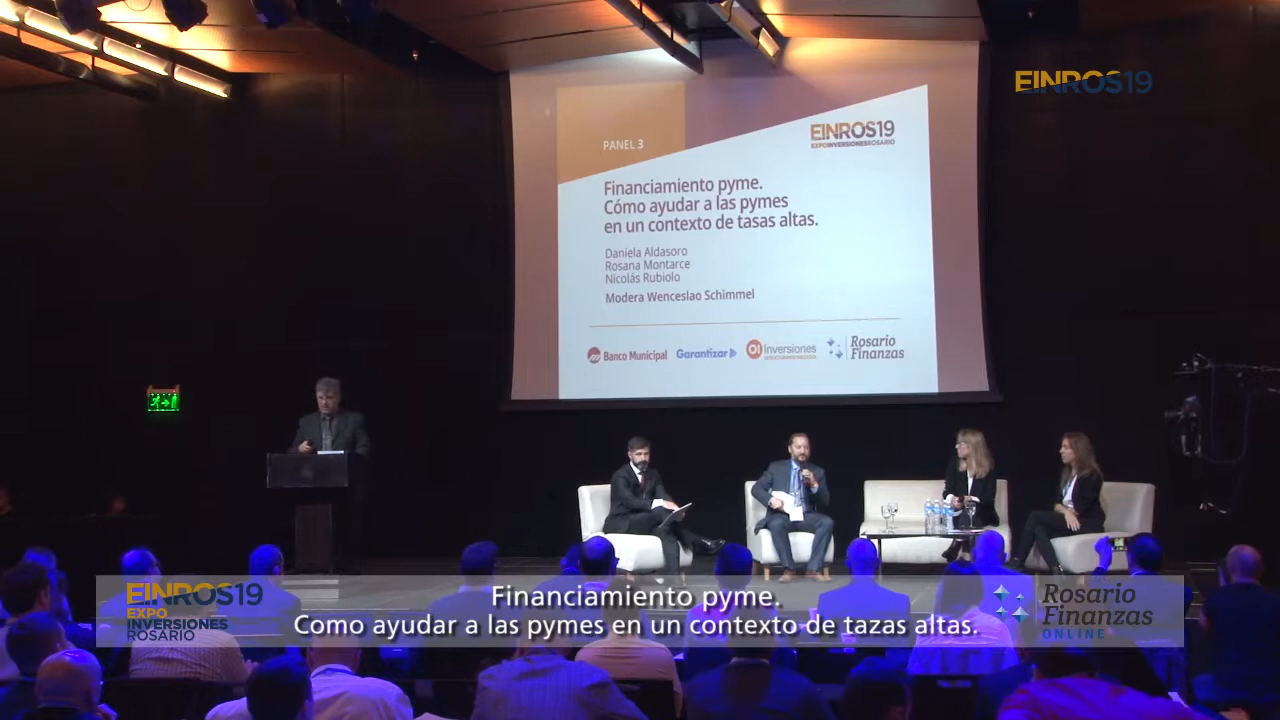 EINROS19
PANEL 3
EINROS19
EXPOINVERSIONESROSARIO
Financiamiento pyme.
Cómo ayudar a las pymes
en un contexto de tasas altas.
Daniela Aldasoro
Rosana Montarce
Nicolás Rubiolo
Modera Wenceslao Schimmel
Banco Municipal
Garantizar
Inversiones
Rosario
Finanzas
EINROS19
EXPO
INVERSIONES
ROSARIO
Financiamiento pyme.
Como ayudar a las pymes en un contexto de tazas altas.
Rosario
Finanzas
ONLINE